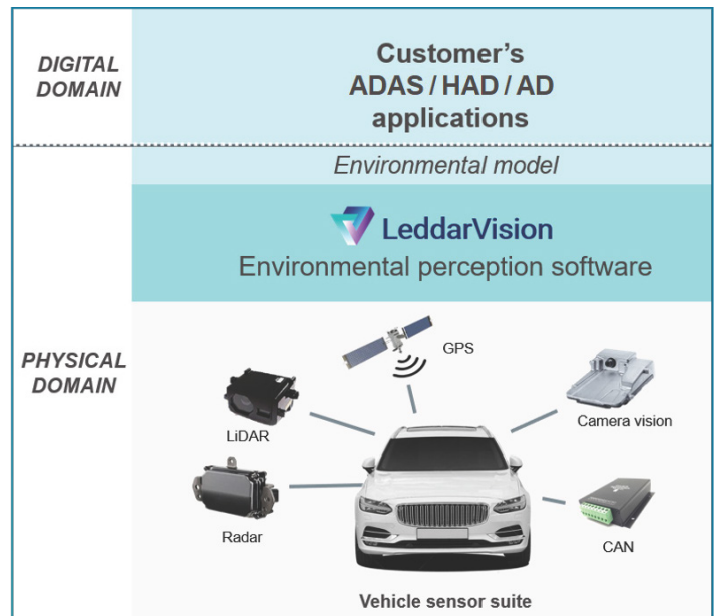 DIGITAL
DOMAIN
Customer's
ADAS / HAD / AD
applications
Environmental model
LeddarVision
Environmental perception software
PHYSICAL
DOMAIN
GPS
LiDAR
Camera vision
Radar
CAN
Vehicle sensor suite